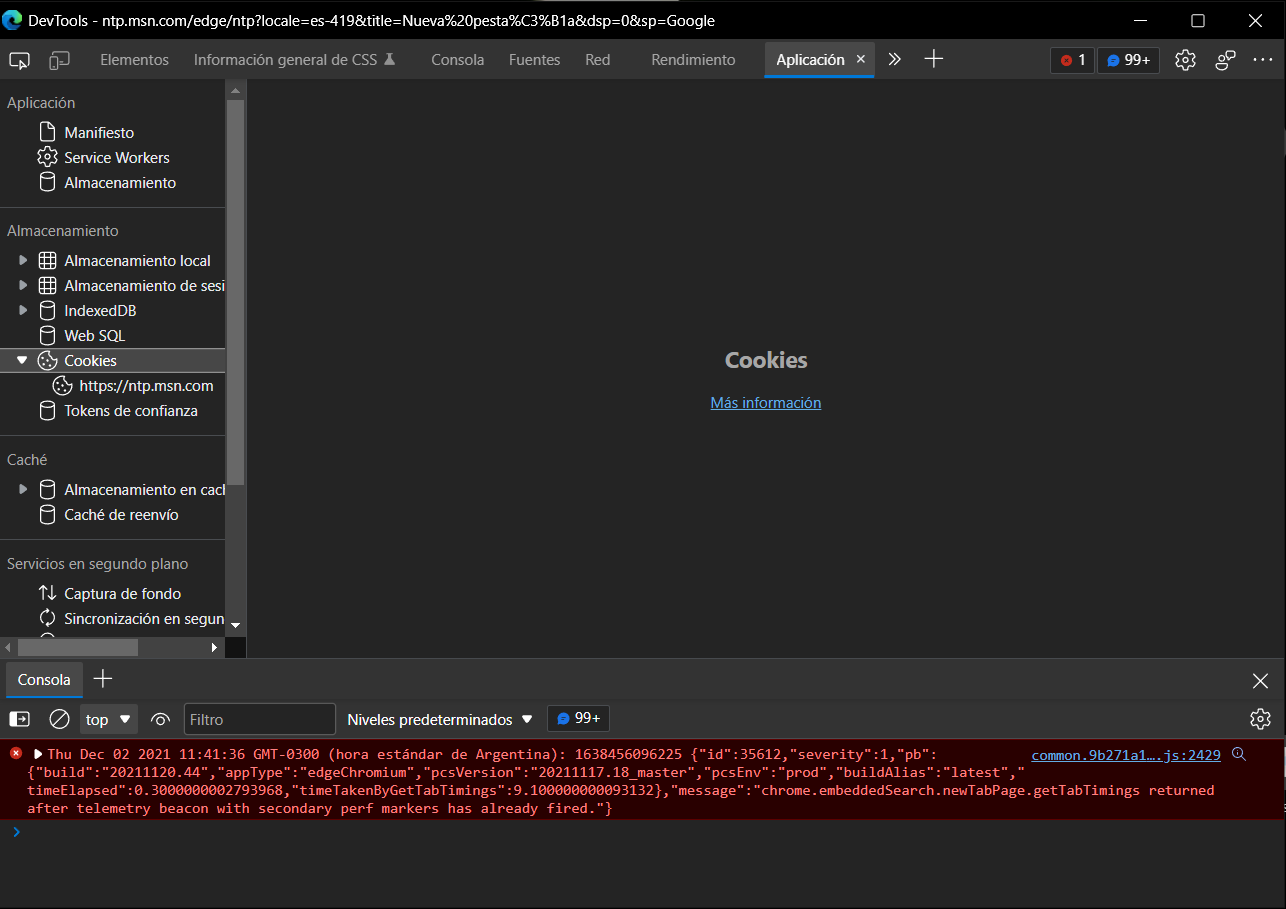 DevTools - ntp.msn.com/edge/ntp?locale=es-419&title=Nueva%20pesta%C3%B1a&dsp=0&sp=Google
Elementos Información general de CSS Consola Fuentes Red Rendimiento Aplicación 1 99+
Aplicación
Manifiesto
Service Workers
Almacenamiento
Almacenamiento
Almacenamiento local
Almacenamiento de sesi
IndexedDB
Web SQL
Cookies
https://ntp.msn.com
Tokens de confianza
Caché
Almacenamiento en cach
Caché de reenvío
Servicios en segundo plano
Captura de fondo
Sincronización en segun
Cookies
Más información
Consola
top Filtro Niveles predeterminados 99+
Thu Dec 02 2021 11:41:36 GMT-0300 (hora estándar de Argentina): 1638456096225 {"id":35612,"severity":1,"pb": common.9b271a1….js:2429
{"build":"20211120.44","appType":"edgeChromium","pcsVersion":"20211117.18_master","pcsEnv":"prod","buildAlias":"latest","
timeElapsed":0.3000000002793968,"timeTakenByGetTabTimings":9.100000000093132},"message":"chrome.embeddedSearch.newTabPage.getTabTimings returned
after telemetry beacon with secondary perf markers has already fired."}